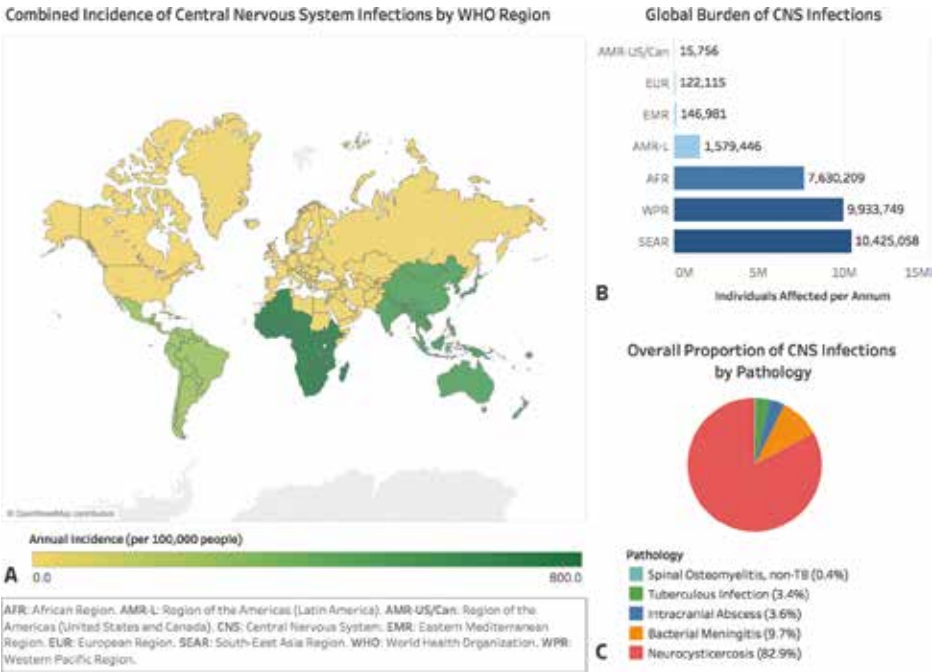 Combined Incidence of Central Nervous System Infections by WHO Region
© OpenStreetMap contributors
Annual Incidence (per 100,000 people)
A
0.0
800.0
AFR: African Region. AMR-L: Region of the Americas (Latin America). AMR-US/Can: Region of the
Americas (United States and Canada). CNS: Central Nervous System. EMR: Eastern Mediterranean
Region. EUR: European Region. SEAR: South-East Asia Region. WHO: World Health Organization. WPR:
Western Pacific Region.
Global Burden of CNS Infections
AMR-US/Can 15,756
EUR 122,115
EMR 146,981
AMR-L 1,579,446
AFR 7,630,209
WPR 9,933,749
SEAR 10,425,058
0M 5M 10M 15M
B
Individuals Affected per Annum
Overall Proportion of CNS Infections
by Pathology
Pathology
Spinal Osteomyelitis, non-TB (0.4%)
Tuberculous Infection (3.4%)
Intracranial Abscess (3.6%)
Bacterial Meningitis (9.7%)
C
Neurocysticercosis (82.9%)